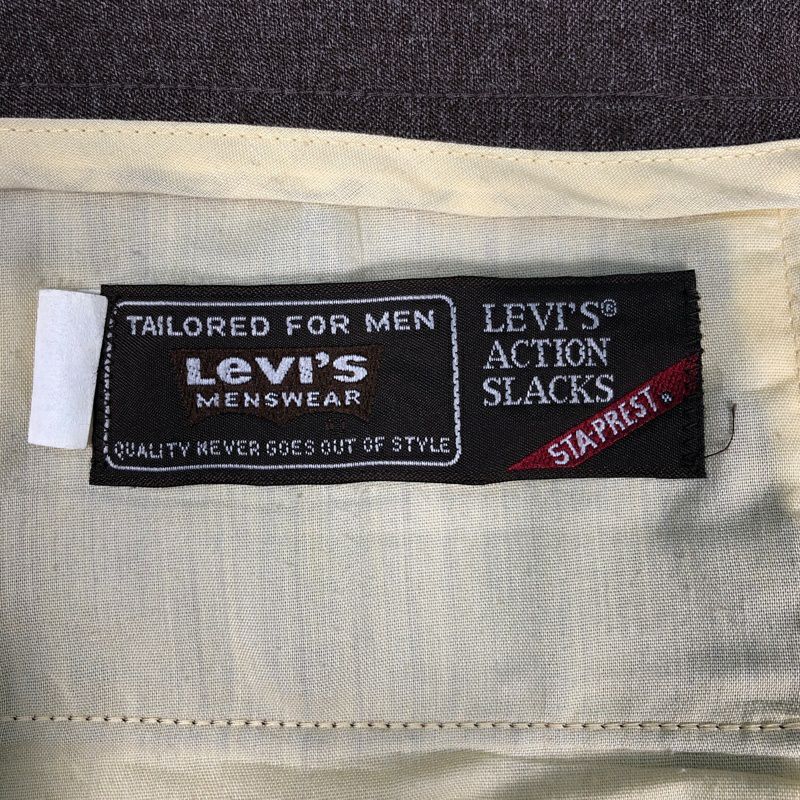 TAILORED FOR MEN
LeVI'S
MENSWEAR
QUALITY NEVER GOES OUT OF STYLE
LEVI'S®
ACTION
SLACKS
STA-PREST®